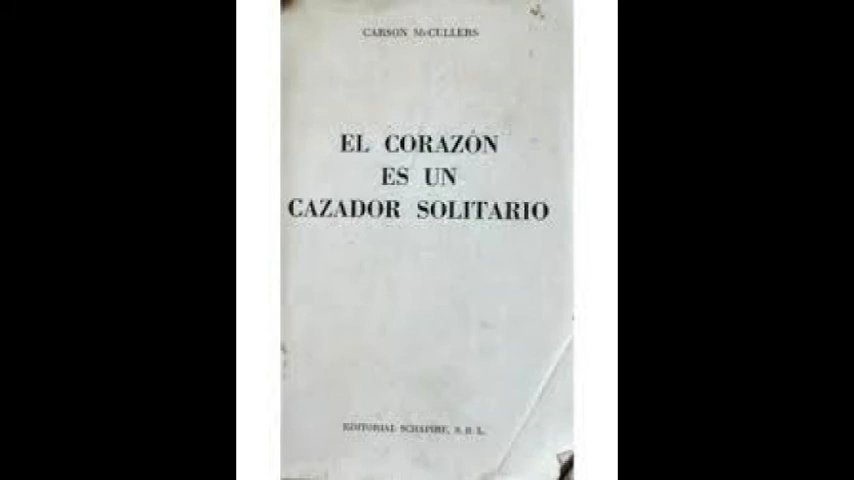 CARSON McCULLERS
EL CORAZÓN
ES UN
CAZADOR SOLITARIO
EDITORIAL SCHAPIRE, S. R. L.